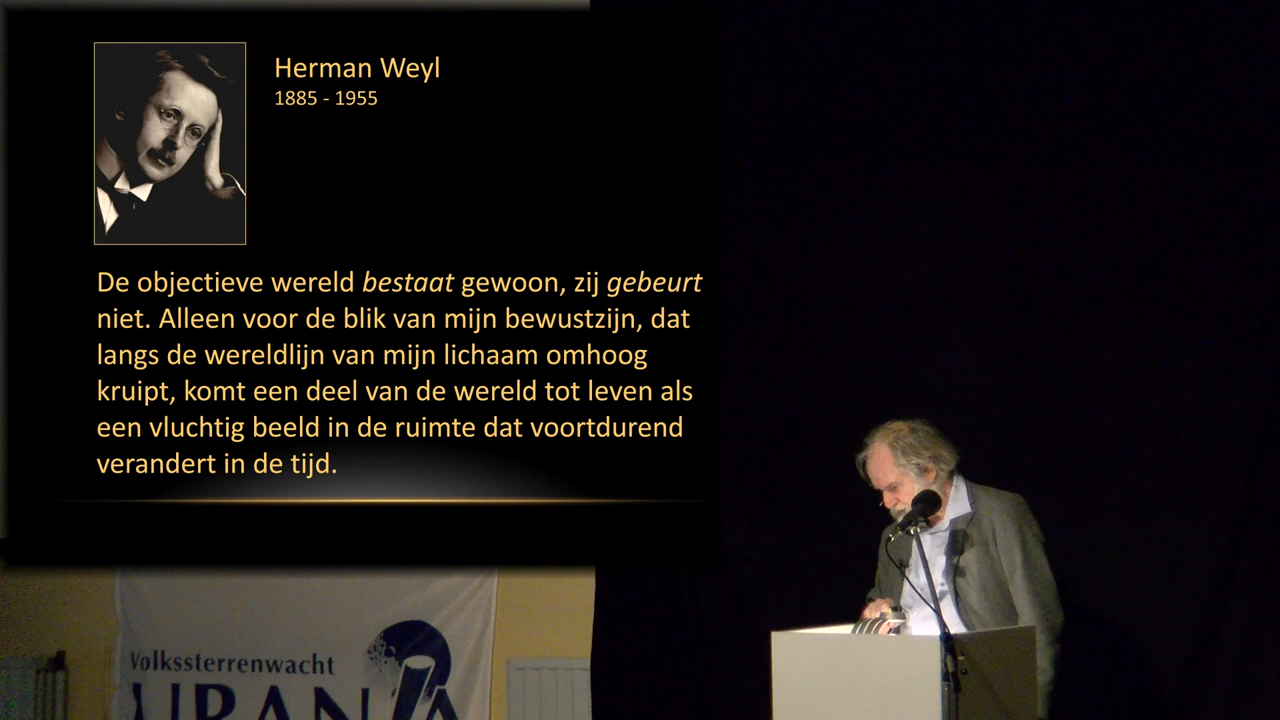 Herman Weyl
1885 - 1955
De objectieve wereld bestaat gewoon, zij gebeurt
niet. Alleen voor de blik van mijn bewustzijn, dat
langs de wereldlijn van mijn lichaam omhoog
kruipt, komt een deel van de wereld tot leven als
een vluchtig beeld in de ruimte dat voortdurend
verandert in de tijd.
Volkssterrenwacht
URANIA